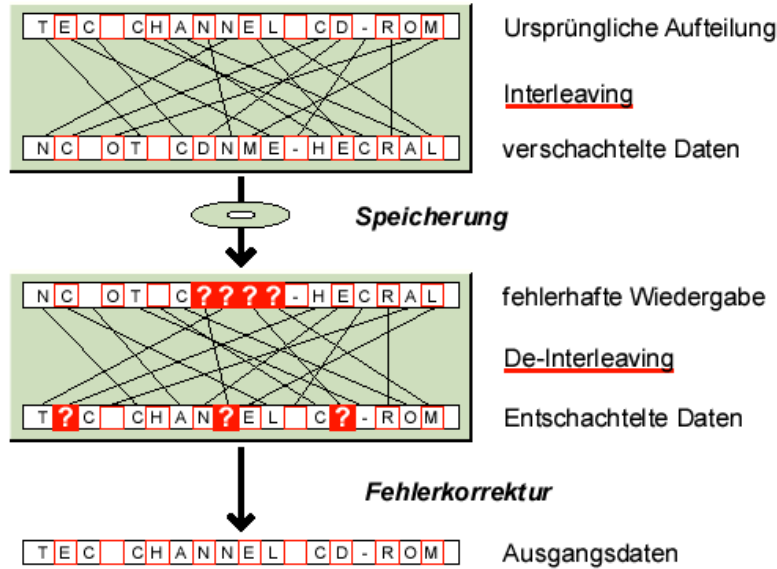 TEC CHANNEL CD-ROM Ursprüngliche Aufteilung
Interleaving
NC OT CDNME-HECRAL verschachtelte Daten
Speicherung
NC OT C????-HECRAL fehlerhafte Wiedergabe
De-Interleaving
T?C CHAN?EL C?-ROM Entschachtelte Daten
Fehlerkorrektur
TEC CHANNEL CD-ROM Ausgangsdaten